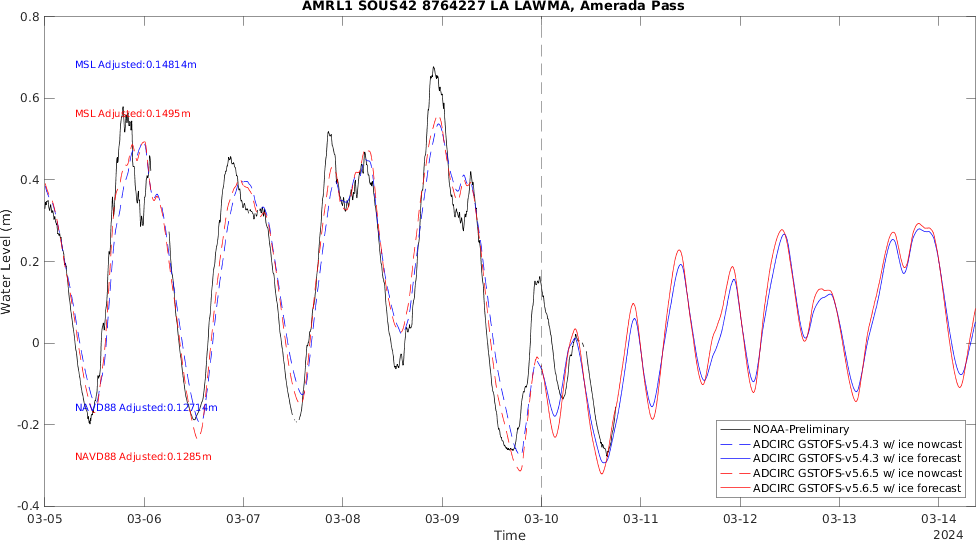 AMRL1 SOUS42 8764227 LA LAWMA, Amerada Pass
MSL Adjusted:0.14814m
MSL Adjusted:0.1495m
NAVD88 Adjusted:0.12714m
NAVD88 Adjusted:0.1285m
Water Level (m)
0.8
0.6
0.4
0.2
0
-0.2
-0.4
NOAA-Preliminary
ADCIRC GSTOFS-v5.4.3 w/ ice nowcast
ADCIRC GSTOFS-v5.4.3 w/ ice forecast
ADCIRC GSTOFS-v5.6.5 w/ ice nowcast
ADCIRC GSTOFS-v5.6.5 w/ ice forecast
03-05 03-06 03-07 03-08 03-09 03-10 03-11 03-12 03-13 03-14
Time
2024